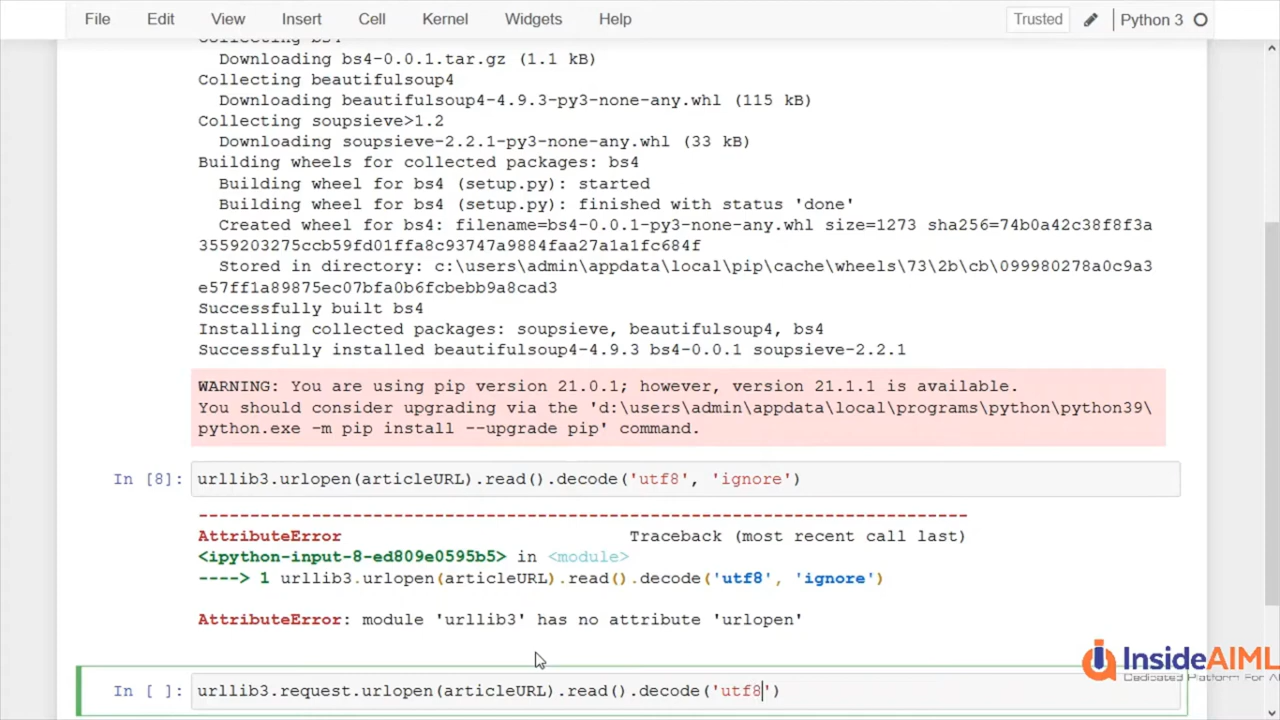 File Edit View Insert Cell Kernel Widgets Help Trusted Python 3
Collecting bs4
Downloading bs4-0.0.1.tar.gz (1.1 kB)
Collecting beautifulsoup4
Downloading beautifulsoup4-4.9.3-py3-none-any.whl (115 kB)
Collecting soupsieve>1.2
Downloading soupsieve-2.2.1-py3-none-any.whl (33 kB)
Building wheels for collected packages: bs4
Building wheel for bs4 (setup.py): started
Building wheel for bs4 (setup.py): finished with status 'done'
Created wheel for bs4: filename=bs4-0.0.1-py3-none-any.whl size=1273 sha256=74b0a42c38f8f3a
3559203275ccb59fd01ffa8c93747a9884faa27a1a1fc684f
Stored in directory: c:\users\admin\appdata\local\pip\cache\wheels\73\2b\cb\099980278a0c9a3
e57ff1a89875ec07bfa0b6fcbebb9a8cad3
Successfully built bs4
Installing collected packages: soupsieve, beautifulsoup4, bs4
Successfully installed beautifulsoup4-4.9.3 bs4-0.0.1 soupsieve-2.2.1
WARNING: You are using pip version 21.0.1; however, version 21.1.1 is available.
You should consider upgrading via the 'd:\users\admin\appdata\local\programs\python\python39\
python.exe -m pip install --upgrade pip' command.
In [8]: urllib3.urlopen(articleURL).read().decode('utf8', 'ignore')
---------------------------------------------------------------------------
AttributeError Traceback (most recent call last)
<ipython-input-8-ed809e0595b5> in <module>
----> 1 urllib3.urlopen(articleURL).read().decode('utf8', 'ignore')
AttributeError: module 'urllib3' has no attribute 'urlopen'
In [ ]: urllib3.request.urlopen(articleURL).read().decode('utf8')
InsideAIML
Dedicated Platform For AI